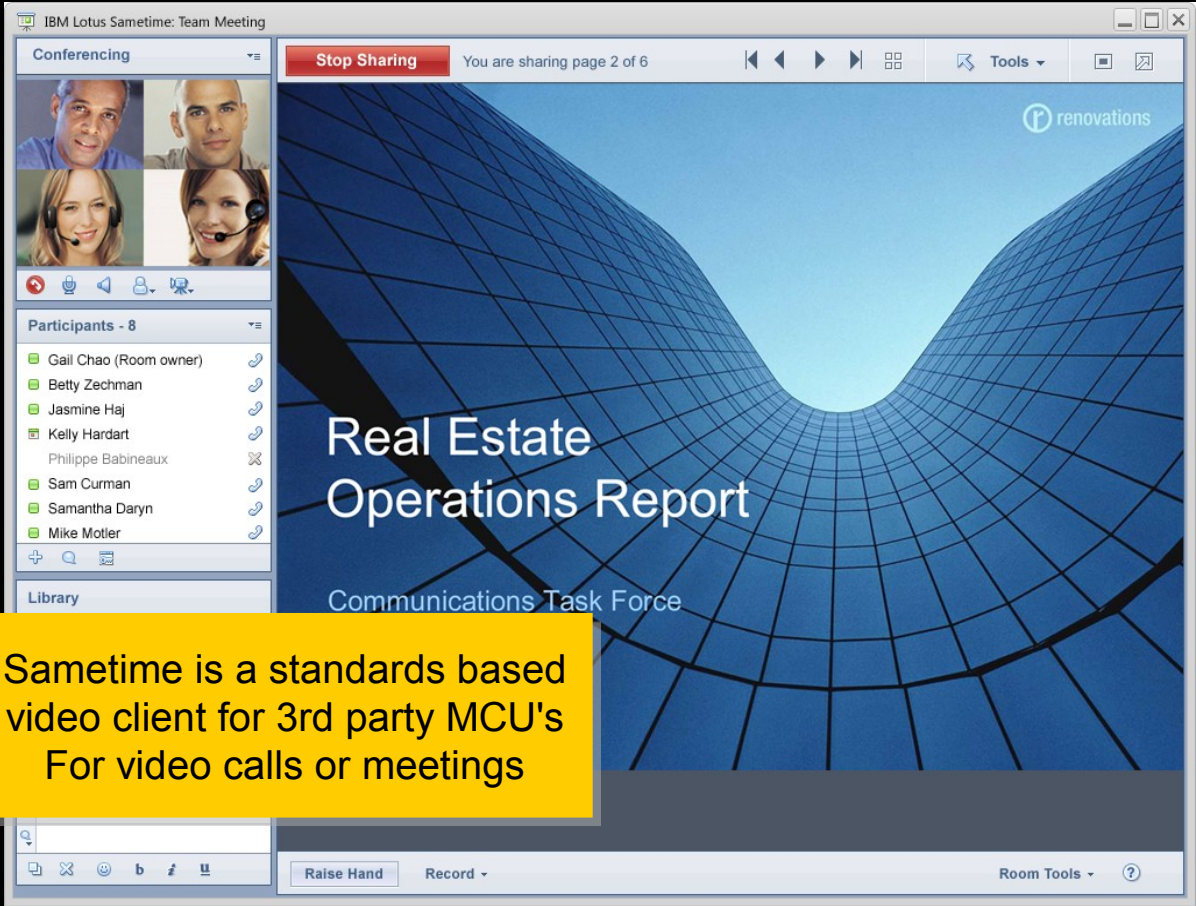 IBM Lotus Sametime: Team Meeting
Conferencing
Stop Sharing
You are sharing page 2 of 6
Tools
renovations
Participants - 8
Gail Chao (Room owner)
Betty Zechman
Jasmine Haj
Kelly Hardart
Philippe Babineaux
Sam Curman
Samantha Daryn
Mike Motler
Real Estate
Operations Report
Communications Task Force
Library
Sametime is a standards based
video client for 3rd party MCU's
For video calls or meetings
b i u
Raise Hand
Record
Room Tools
?